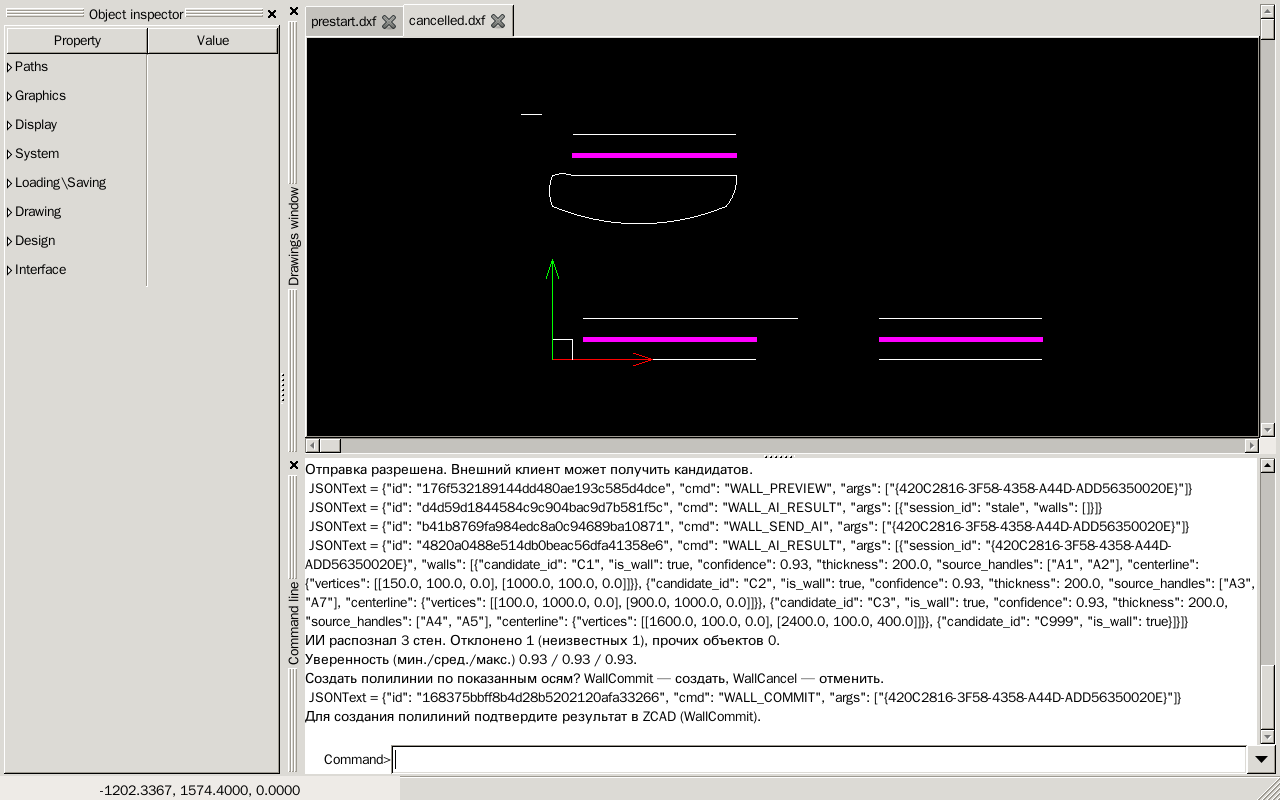 Object inspector
Property Value
Paths
Graphics
Display
System
Loading\Saving
Drawing
Design
Interface
Drawings window
prestart.dxf
cancelled.dxf
Command line
Отправка разрешена. Внешний клиент может получить кандидатов.
JSONText = {"id": "176f532189144dd480ae193c585d4dce", "cmd": "WALL_PREVIEW", "args": ["{420C2816-3F58-4358-A44D-ADD56350020E}"]}
JSONText = {"id": "d4d59d1844584c9c904bac9d7b581f5c", "cmd": "WALL_AI_RESULT", "args": [{"session_id": "stale", "walls": []}]}
JSONText = {"id": "b41b8769fa984edc8a0c94689ba10871", "cmd": "WALL_SEND_AI", "args": ["{420C2816-3F58-4358-A44D-ADD56350020E}"]}
JSONText = {"id": "4820a0488e514db0beac56dfa41358e6", "cmd": "WALL_AI_RESULT", "args": [{"session_id": "{420C2816-3F58-4358-A44D-
ADD56350020E}", "walls": [{"candidate_id": "C1", "is_wall": true, "confidence": 0.93, "thickness": 200.0, "source_handles": ["A1", "A2"], "centerline":
{"vertices": [[150.0, 100.0, 0.0], [1000.0, 100.0, 0.0]]}}, {"candidate_id": "C2", "is_wall": true, "confidence": 0.93, "thickness": 200.0, "source_handles": ["A3",
"A7"], "centerline": {"vertices": [[100.0, 1000.0, 0.0], [900.0, 1000.0, 0.0]]}}, {"candidate_id": "C3", "is_wall": true, "confidence": 0.93, "thickness": 200.0,
"source_handles": ["A4", "A5"], "centerline": {"vertices": [[1600.0, 100.0, 0.0], [2400.0, 100.0, 400.0]]}}, {"candidate_id": "C999", "is_wall": true}]}]}
ИИ распознал 3 стен. Отклонено 1 (неизвестных 1), прочих объектов 0.
Уверенность (мин./сред./макс.) 0.93 / 0.93 / 0.93.
Создать полилинии по показанным осям? WallCommit — создать, WallCancel — отменить.
JSONText = {"id": "168375bbff8b4d28b5202120afa33266", "cmd": "WALL_COMMIT", "args": ["{420C2816-3F58-4358-A44D-ADD56350020E}"]}
Для создания полилиний подтвердите результат в ZCAD (WallCommit).
Command>
-1202.3367, 1574.4000, 0.0000